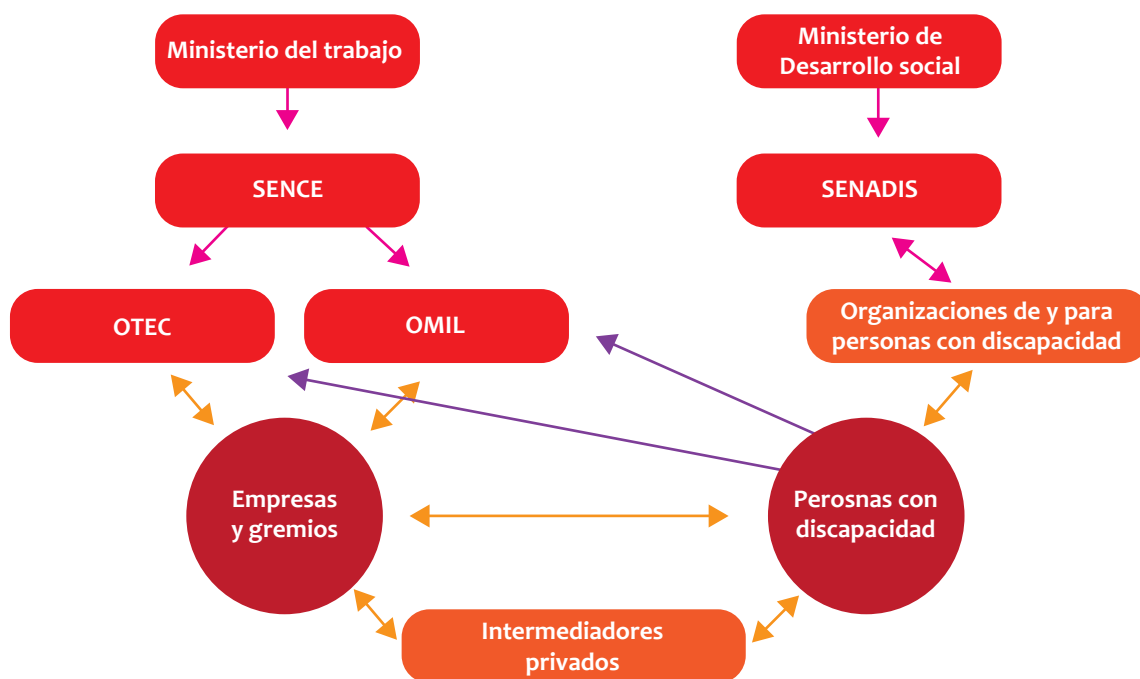 Ministerio del trabajo
Ministerio de
Desarrollo social
SENCE
SENADIS
OTEC
OMIL
Organizaciones de y para
personas con discapacidad
Empresas
y gremios
Perosnas con
discapacidad
Intermediadores
privados